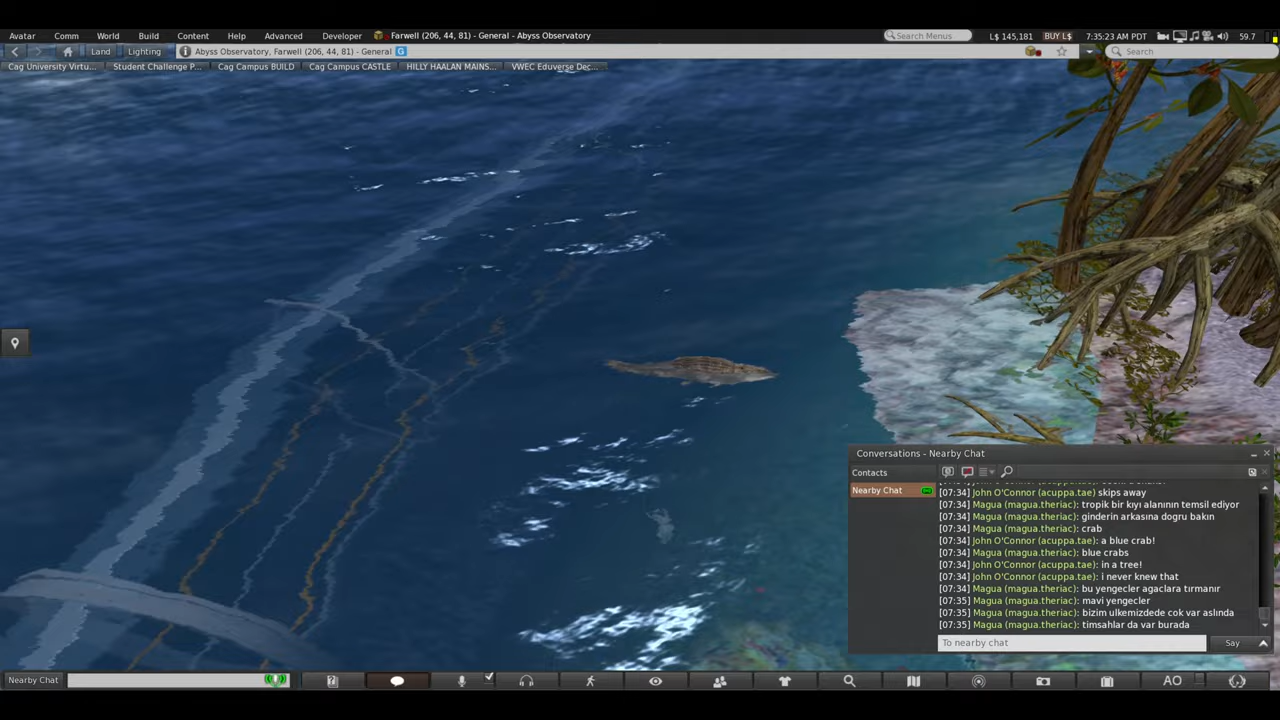 Avatar Comm World Build Content Help Advanced Developer Farwell (206, 44, 81) - General - Abyss Observatory Search Menus L$ 145,181 BUY L$ 7:35:23 AM PDT 59.7
Land Lighting Abyss Observatory, Farwell (206, 44, 81) - General G Search
Cag University Virtu... Student Challenge P... Cag Campus BUILD Cag Campus CASTLE HILLY HAALAN MAINS... VWEC Eduverse Dec...
Conversations - Nearby Chat
Contacts
Nearby Chat
[07:34] John O'Connor (acuppa.tae) skips away
[07:34] Magua (magua.theriac): tropik bir kıyı alanının temsil ediyor
[07:34] Magua (magua.theriac): ginderin arkasına dogru bakın
[07:34] Magua (magua.theriac): crab
[07:34] John O'Connor (acuppa.tae): a blue crab!
[07:34] Magua (magua.theriac): blue crabs
[07:34] John O'Connor (acuppa.tae): in a tree!
[07:34] John O'Connor (acuppa.tae): i never knew that
[07:34] Magua (magua.theriac): bu yengecler agaclara tırmanır
[07:35] Magua (magua.theriac): mavi yengecler
[07:35] Magua (magua.theriac): bizim ulkemizdede cok var aslında
[07:35] Magua (magua.theriac): timsahlar da var burada
To nearby chat Say
Nearby Chat AO